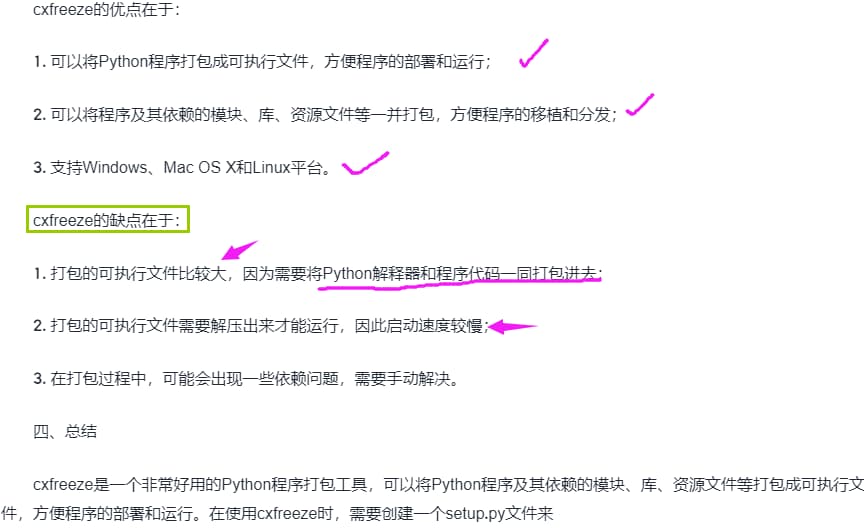 cxfreeze的优点在于：
1. 可以将Python程序打包成可执行文件，方便程序的部署和运行；
2. 可以将程序及其依赖的模块、库、资源文件等一并打包，方便程序的移植和分发；
3. 支持Windows、Mac OS X和Linux平台。
cxfreeze的缺点在于：
1. 打包的可执行文件比较大，因为需要将Python解释器和程序代码一同打包进去；
2. 打包的可执行文件需要解压出来才能运行，因此启动速度较慢；
3. 在打包过程中，可能会出现一些依赖问题，需要手动解决。
四、总结
cxfreeze是一个非常好用的Python程序打包工具，可以将Python程序及其依赖的模块、库、资源文件等打包成可执行文
件，方便程序的部署和运行。在使用cxfreeze时，需要创建一个setup.py文件来